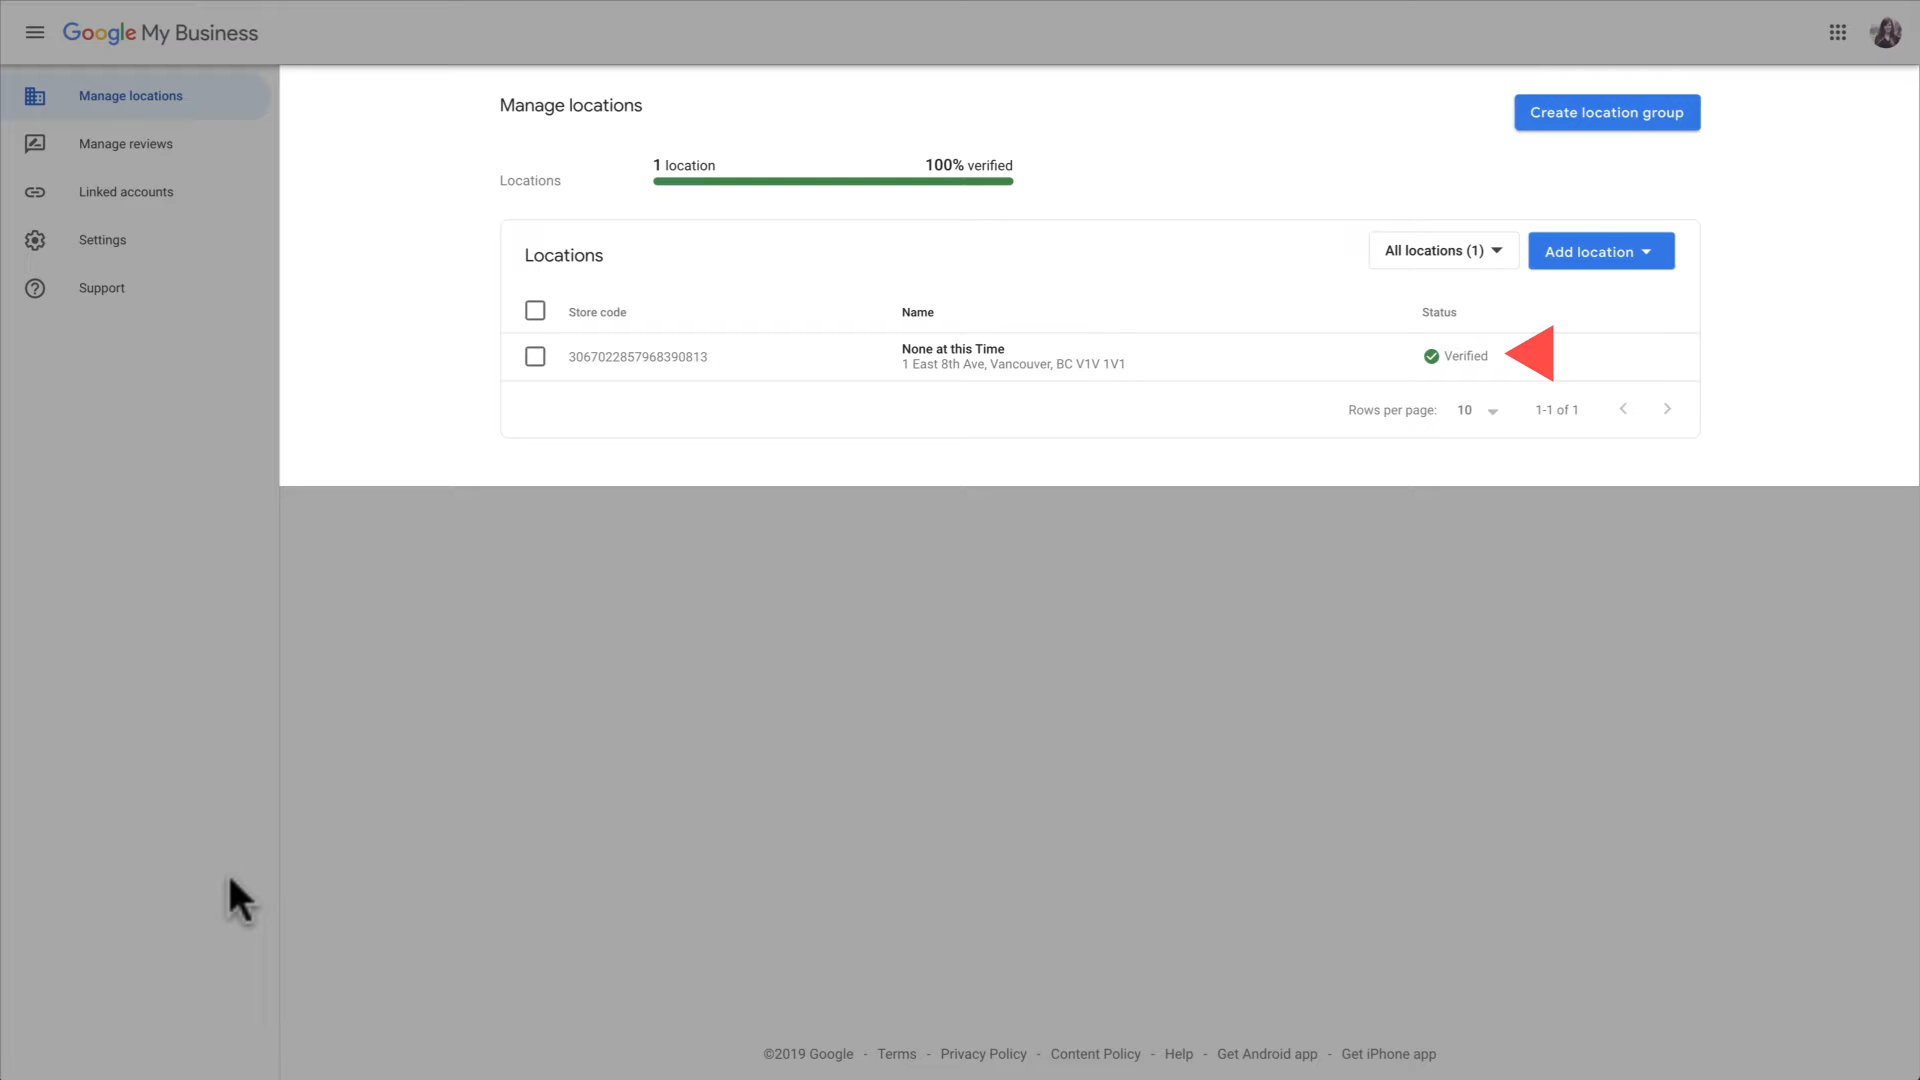 Google My Business
Manage locations
Manage reviews
Linked accounts
Settings
Support
Manage locations
Create location group
Locations
1 location 100% verified
Locations
All locations (1)
Add location
Store code Name Status
3067022857968390813
None at this Time
1 East 8th Ave, Vancouver, BC V1V 1V1
Verified
Rows per page: 10 1-1 of 1
©2019 Google - Terms - Privacy Policy - Content Policy - Help - Get Android app - Get iPhone app